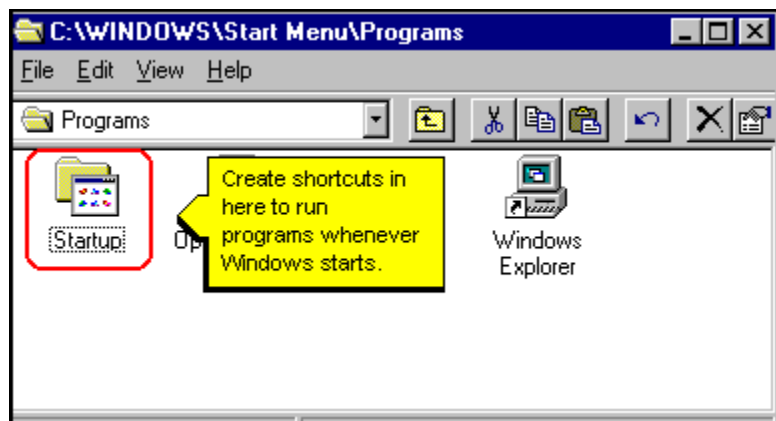 C:\WINDOWS\Start Menu\Programs
File Edit View Help
Programs
Create shortcuts in
here to run
programs whenever
Windows starts.
Startup
Windows
Explorer